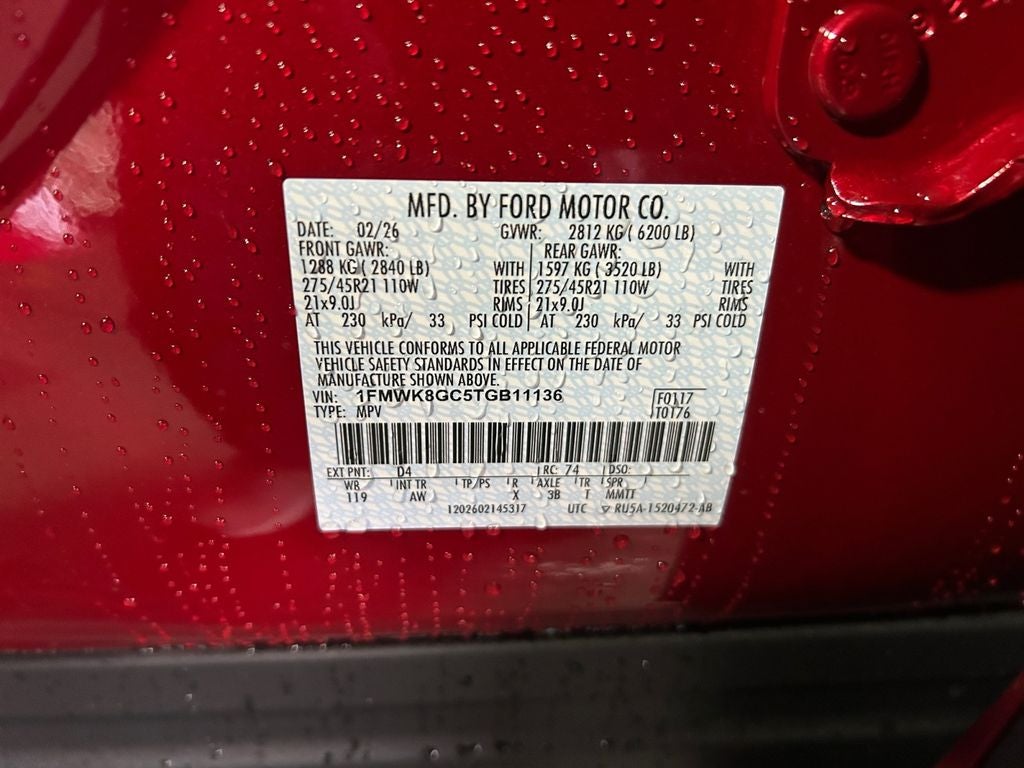 MFD. BY FORD MOTOR CO.
DATE: 02/26 GVWR: 2812 KG ( 6200 LB)
FRONT GAWR: REAR GAWR:
1288 KG ( 2840 LB) WITH 1597 KG ( 3520 LB) WITH
275/45R21 110W TIRES 275/45R21 110W TIRES
21x9.0J RIMS 21x9.0J RIMS
AT 230 kPa/ 33 PSI COLD AT 230 kPa/ 33 PSI COLD
THIS VEHICLE CONFORMS TO ALL APPLICABLE FEDERAL MOTOR
VEHICLE SAFETY STANDARDS IN EFFECT ON THE DATE OF
MANUFACTURE SHOWN ABOVE.
VIN: 1FMWK8GC5TGB11136 F0117
TYPE: MPV T0176
EXT PNT: D4 RC: 74 DSO:
WB INT TR TP/PS R AXLE TR SPR
119 AW X 3B T MMTT
1202602145317 UTC RU5A-1520472-AB